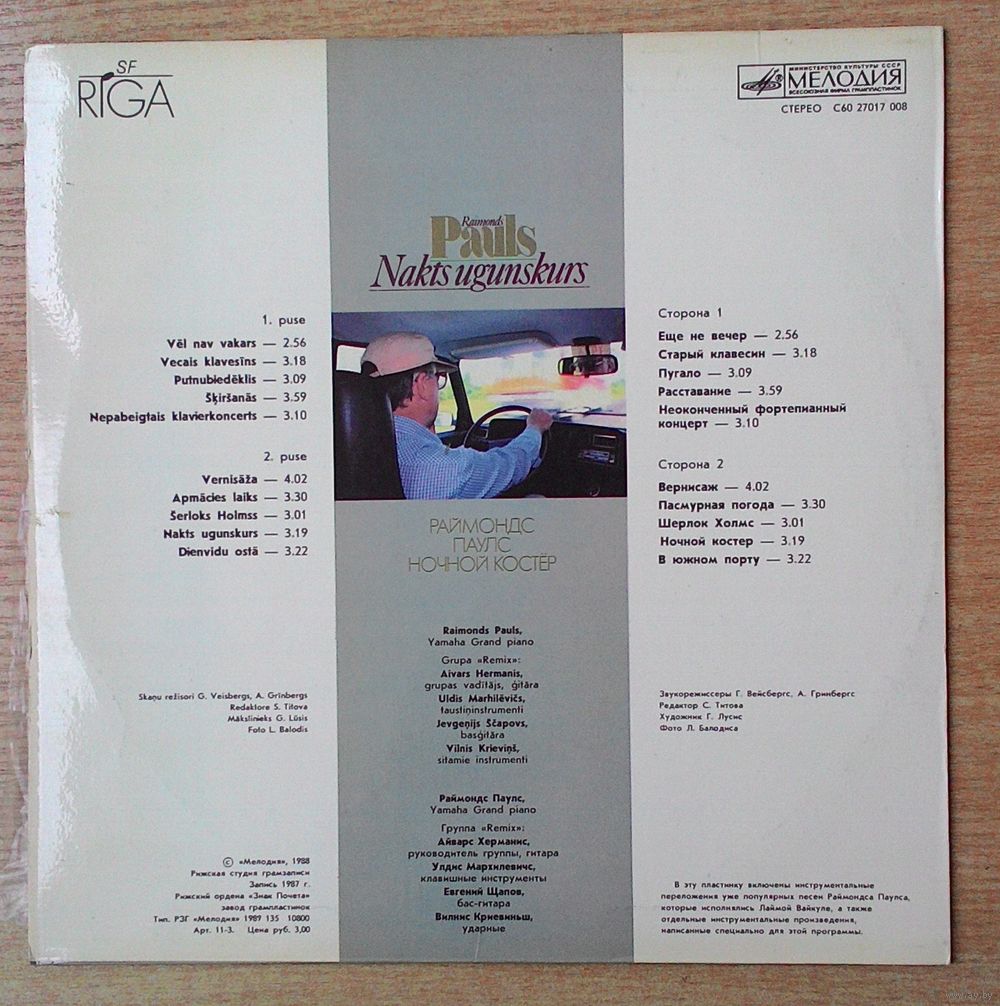 SF
RĪGA
МИНИСТЕРСТВО КУЛЬТУРЫ СССР
МЕЛОДИЯ
ВСЕСОЮЗНАЯ ФИРМА ГРАМПЛАСТИНОК
СТЕРЕО С60 27017 008
Raimonds
Pauls
Nakts ugunskurs
1. puse
Vēl nav vakars — 2.56
Vecais klavesīns — 3.18
Putnubiedēklis — 3.09
Šķiršanās — 3.59
Nepabeigtais klavierkoncerts — 3.10
2. puse
Vernisāža — 4.02
Apmācies laiks — 3.30
Šerloks Holmss — 3.01
Nakts ugunskurs — 3.19
Dienvidu ostā — 3.22
Сторона 1
Еще не вечер — 2.56
Старый клавесин — 3.18
Пугало — 3.09
Расставание — 3.59
Неоконченный фортепианный
концерт — 3.10
Сторона 2
Вернисаж — 4.02
Пасмурная погода — 3.30
Шерлок Холмс — 3.01
Ночной костер — 3.19
В южном порту — 3.22
РАЙМОНДС
ПАУЛС
НОЧНОЙ КОСТЁР
Raimonds Pauls,
Yamaha Grand piano
Grupa «Remix»:
Aivars Hermanis,
grupas vadītājs, ģitāra
Uldis Marhilēvičs,
taustiņinstrumenti
Jevgeņijs Ščapovs,
basģitāra
Vilnis Krieviņš,
sitamie instrumenti
Раймондс Паулс,
Yamaha Grand piano
Группа «Remix»:
Айварс Херманис,
руководитель группы, гитара
Улдис Мархилевичс,
клавишные инструменты
Евгений Щапов,
бас-гитара
Вилнис Криевиньш,
ударные
Skaņu režisori G. Veisbergs, A. Grīnbergs
Redaktore S. Titova
Mākslinieks G. Lūsis
Foto L. Balodis
© «Мелодия», 1988
Рижская студия грамзаписи
Запись 1987 г.
Рижский ордена «Знак Почета»
завод грампластинок
Тип. РЗГ «Мелодия» 1989 135 10800
Арт. 11-3. Цена руб. 3,00
Звукорежиссеры Г. Вейсбергс, А. Гринбергс
Редактор С. Титова
Художник Г. Лусис
Фото Л. Балодиса
В эту пластинку включены инструментальные
переложения уже популярных песен Раймондса Паулса,
которые исполнялись Лаймой Вайкуле, а также
отдельные инструментальные произведения,
написанные специально для этой программы.
www.ay.by